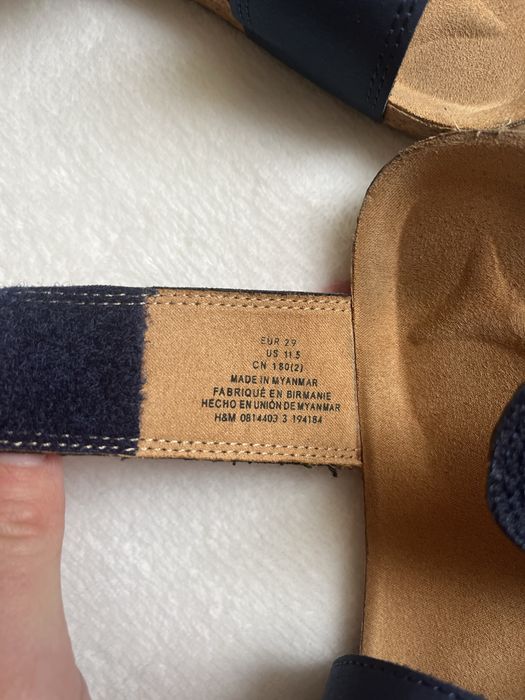 EUR 29
US 11.5
CN 180(2)
MADE IN MYANMAR
FABRIQUÉ EN BIRMANIE
HECHO EN UNIÓN DE MYANMAR
H&M 0814403 3 194184